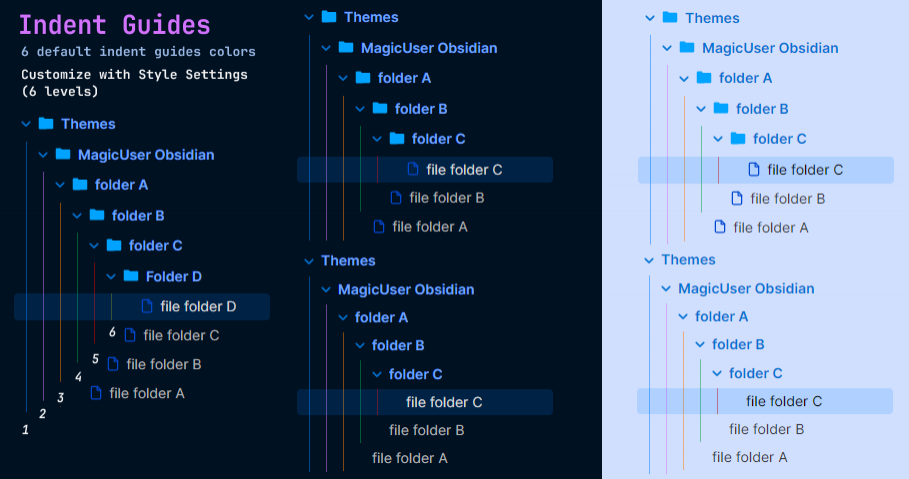 Indent Guides
6 default indent guides colors
Customize with Style Settings
(6 levels)
Themes
MagicUser Obsidian
folder A
folder B
folder C
Folder D
file folder D
6
file folder C
5
file folder B
4
file folder A
3
2
1
Themes
MagicUser Obsidian
folder A
folder B
folder C
file folder C
file folder B
file folder A
Themes
MagicUser Obsidian
folder A
folder B
folder C
file folder C
file folder B
file folder A
Themes
MagicUser Obsidian
folder A
folder B
folder C
file folder C
file folder B
file folder A
Themes
MagicUser Obsidian
folder A
folder B
folder C
file folder C
file folder B
file folder A